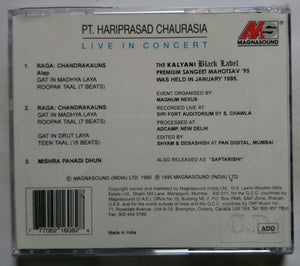 PT. HARIPRASAD CHAURASIA
LIVE IN CONCERT
MAGNASOUND
1. RAGA: CHANDRAKAUNS
Alap
GAT IN MADHYA LAYA
ROOPAK TAAL (7 BEATS)
2. RAGA: CHANDRAKAUNS
GAT IN MADHYA LAYA
ROOPAK TAAL (7 BEATS)
GAT IN DRUT LAYA
TEEN TAAL (16 BEATS)
3. MISHRA PAHADI DHUN
THE KALYANI Black Label
PREMIUM SANGEET MAHOTSAV '95
WAS HELD IN JANUARY 1995.
EVENT ORGANISED BY
MAGNUM NEXUS
RECORDED LIVE AT
SIRI FORT AUDITORIUM BY S. CHAWLA
PROCESSED AT
ADCAMP, NEW DELHI
EDITED BY
SHYAM & DEBASHISH AT PAN DIGITAL, MUMBAI
ALSO RELEASED AS "SAPTARISHI"
© MAGNASOUND (INDIA) LTD. 1995 ℗ 1995 MAGNASOUND (INDIA) LTD.
Made in India
ADD